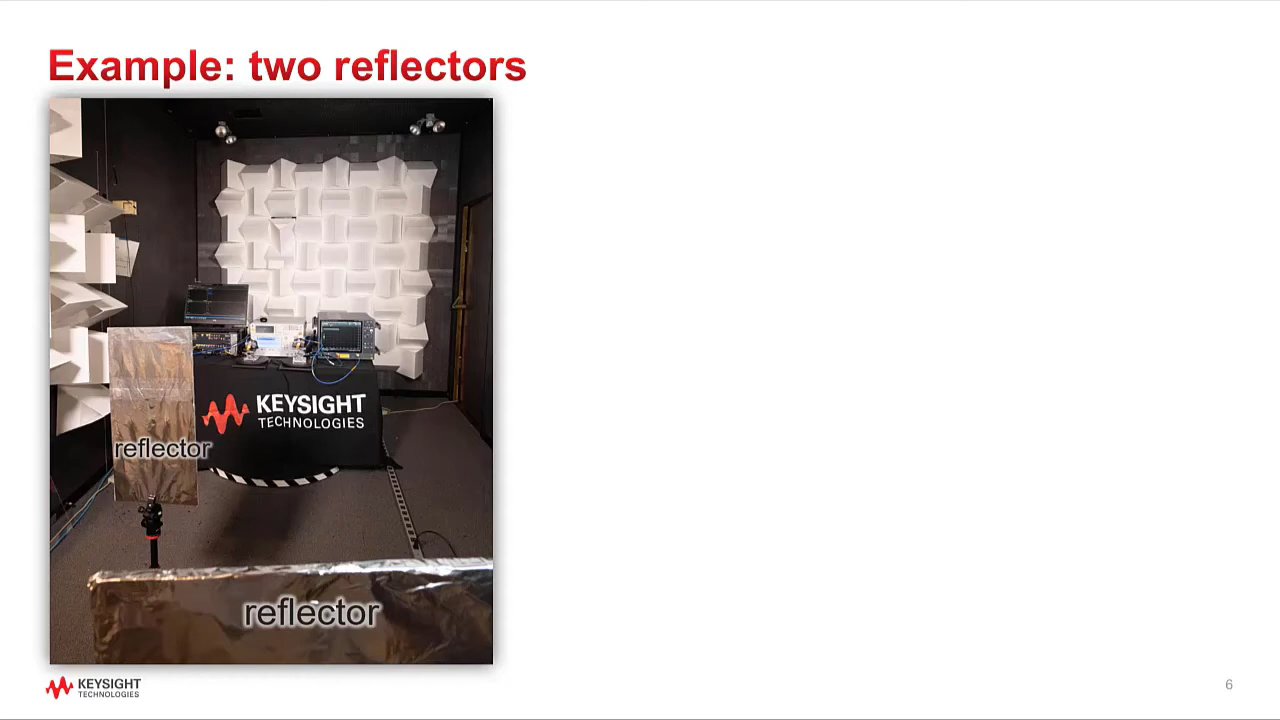 Example: two reflectors
KEYSIGHT
TECHNOLOGIES
reflector
reflector
KEYSIGHT
TECHNOLOGIES
6